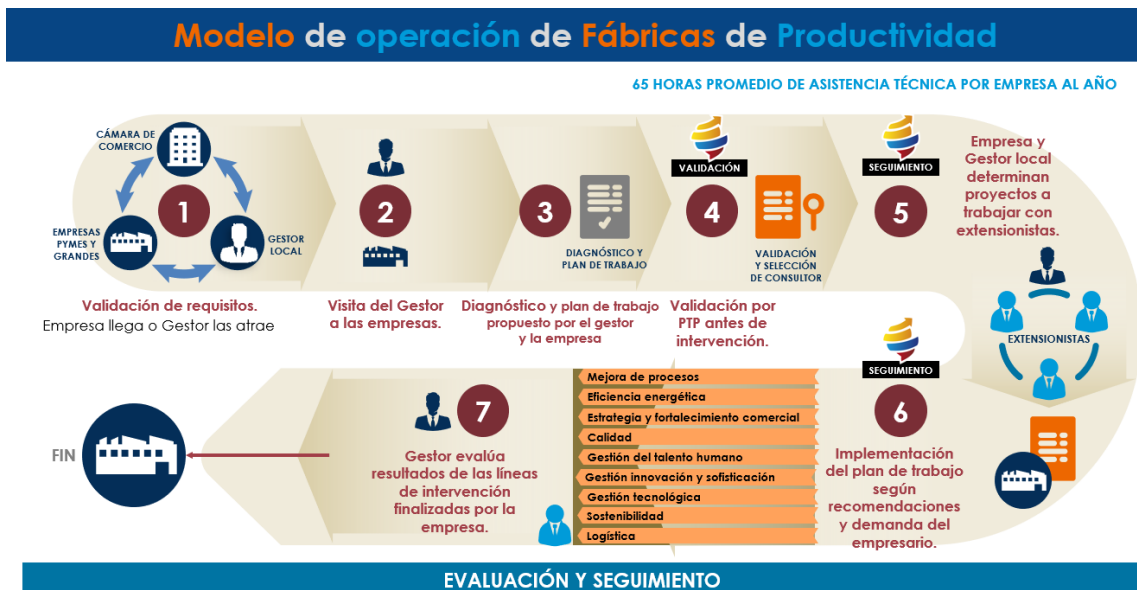 Modelo de operación de Fábricas de Productividad
65 HORAS PROMEDIO DE ASISTENCIA TÉCNICA POR EMPRESA AL AÑO
CÁMARA DE
COMERCIO
1
EMPRESAS
PYMES Y
GRANDES
GESTOR
LOCAL
Validación de requisitos.
Empresa llega o Gestor las atrae
2
Visita del Gestor
a las empresas.
3
DIAGNÓSTICO Y
PLAN DE TRABAJO
Diagnóstico y plan de trabajo
propuesto por el gestor
y la empresa
VALIDACIÓN
4
VALIDACIÓN
Y SELECCIÓN
DE CONSULTOR
Validación por
PTP antes de
intervención.
SEGUIMIENTO
5
Empresa y
Gestor local
determinan
proyectos a
trabajar con
extensionistas.
EXTENSIONISTAS
SEGUIMIENTO
6
Implementación
del plan de trabajo
según
recomendaciones
y demanda del
empresario.
Mejora de procesos
Eficiencia energética
Estrategia y fortalecimiento comercial
Calidad
Gestión del talento humano
Gestión innovación y sofisticación
Gestión tecnológica
Sostenibilidad
Logística
7
Gestor evalúa
resultados de las líneas
de intervención
finalizadas por la
empresa.
FIN
EVALUACIÓN Y SEGUIMIENTO